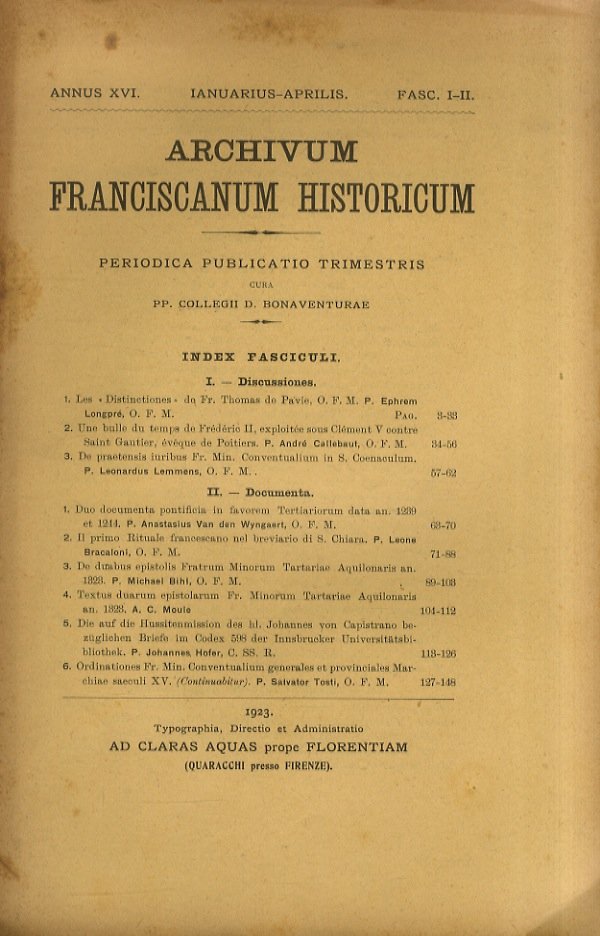 ANNUS XVI. IANUARIUS-APRILIS. FASC. I-II.
ARCHIVUM
FRANCISCANUM HISTORICUM
PERIODICA PUBLICATIO TRIMESTRIS
CURA
PP. COLLEGII D. BONAVENTURAE
INDEX FASCICULI.
I. — Discussiones.
1. Les «Distinctiones» de Fr. Thomas de Pavie, O. F. M. P. Ephrem
Longpré, O. F. M. PAG. 3-33
2. Une bulle du temps de Frédéric II, exploitée sous Clément V contre
Saint Gautier, évêque de Poitiers. P. André Callebaut, O. F. M. 34-56
3. De praetensis iuribus Fr. Min. Conventualium in S. Coenaculum.
P. Leonardus Lemmens, O. F. M. . 57-62
II. — Documenta.
1. Duo documenta pontificia in favorem Tertiariorum data an. 1239
et 1244. P. Anastasius Van den Wyngaert, O. F. M. 63-70
2. Il primo Rituale francescano nel breviario di S. Chiara. P. Leone
Bracaloni, O. F. M. 71-88
3. De duabus epistolis Fratrum Minorum Tartariae Aquilonaris an.
1323. P. Michael Bihl, O. F. M. 89-103
4. Textus duarum epistolarum Fr. Minorum Tartariae Aquilonaris
an. 1323. A. C. Moule 104-112
5. Die auf die Hussitenmission des hl. Johannes von Capistrano be-
züglichen Briefe im Codex 598 der Innsbrucker Universitätsbi-
bliothek. P. Johannes Hofer, C. SS. R. 113-126
6. Ordinationes Fr. Min. Conventualium generales et provinciales Mar-
chiae saeculi XV. (Continuabitur). P. Salvator Tosti, O. F. M. 127-148
1923.
Typographia, Directio et Administratio
AD CLARAS AQUAS prope FLORENTIAM
(QUARACCHI presso FIRENZE).